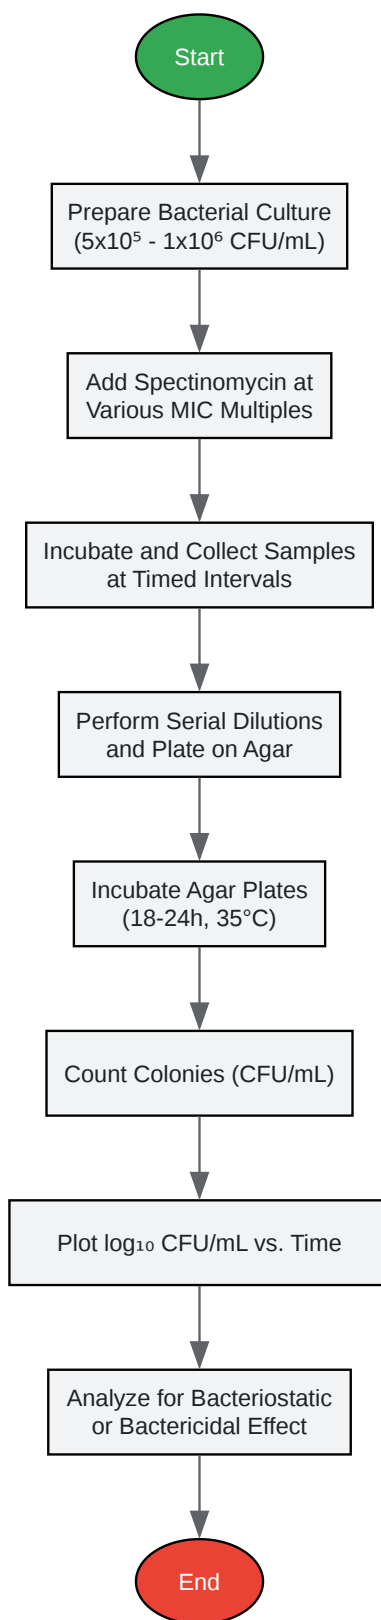 Start
Prepare Bacterial Culture
(5x10⁵ - 1x10⁶ CFU/mL)
Add Spectinomycin at
Various MIC Multiples
Incubate and Collect Samples
at Timed Intervals
Perform Serial Dilutions
and Plate on Agar
Incubate Agar Plates
(18-24h, 35°C)
Count Colonies (CFU/mL)
Plot log₁₀ CFU/mL vs. Time
Analyze for Bacteriostatic
or Bactericidal Effect
End